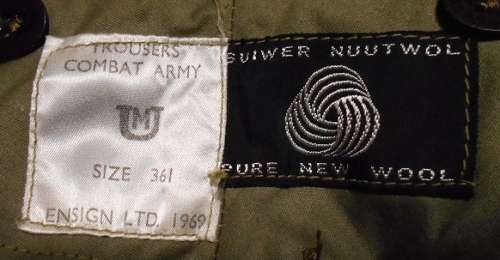 TROUSERS
COMBAT ARMY
SIZE 361
ENSIGN LTD. 1969
SUIWER NUUTWOL
PURE NEW WOOL